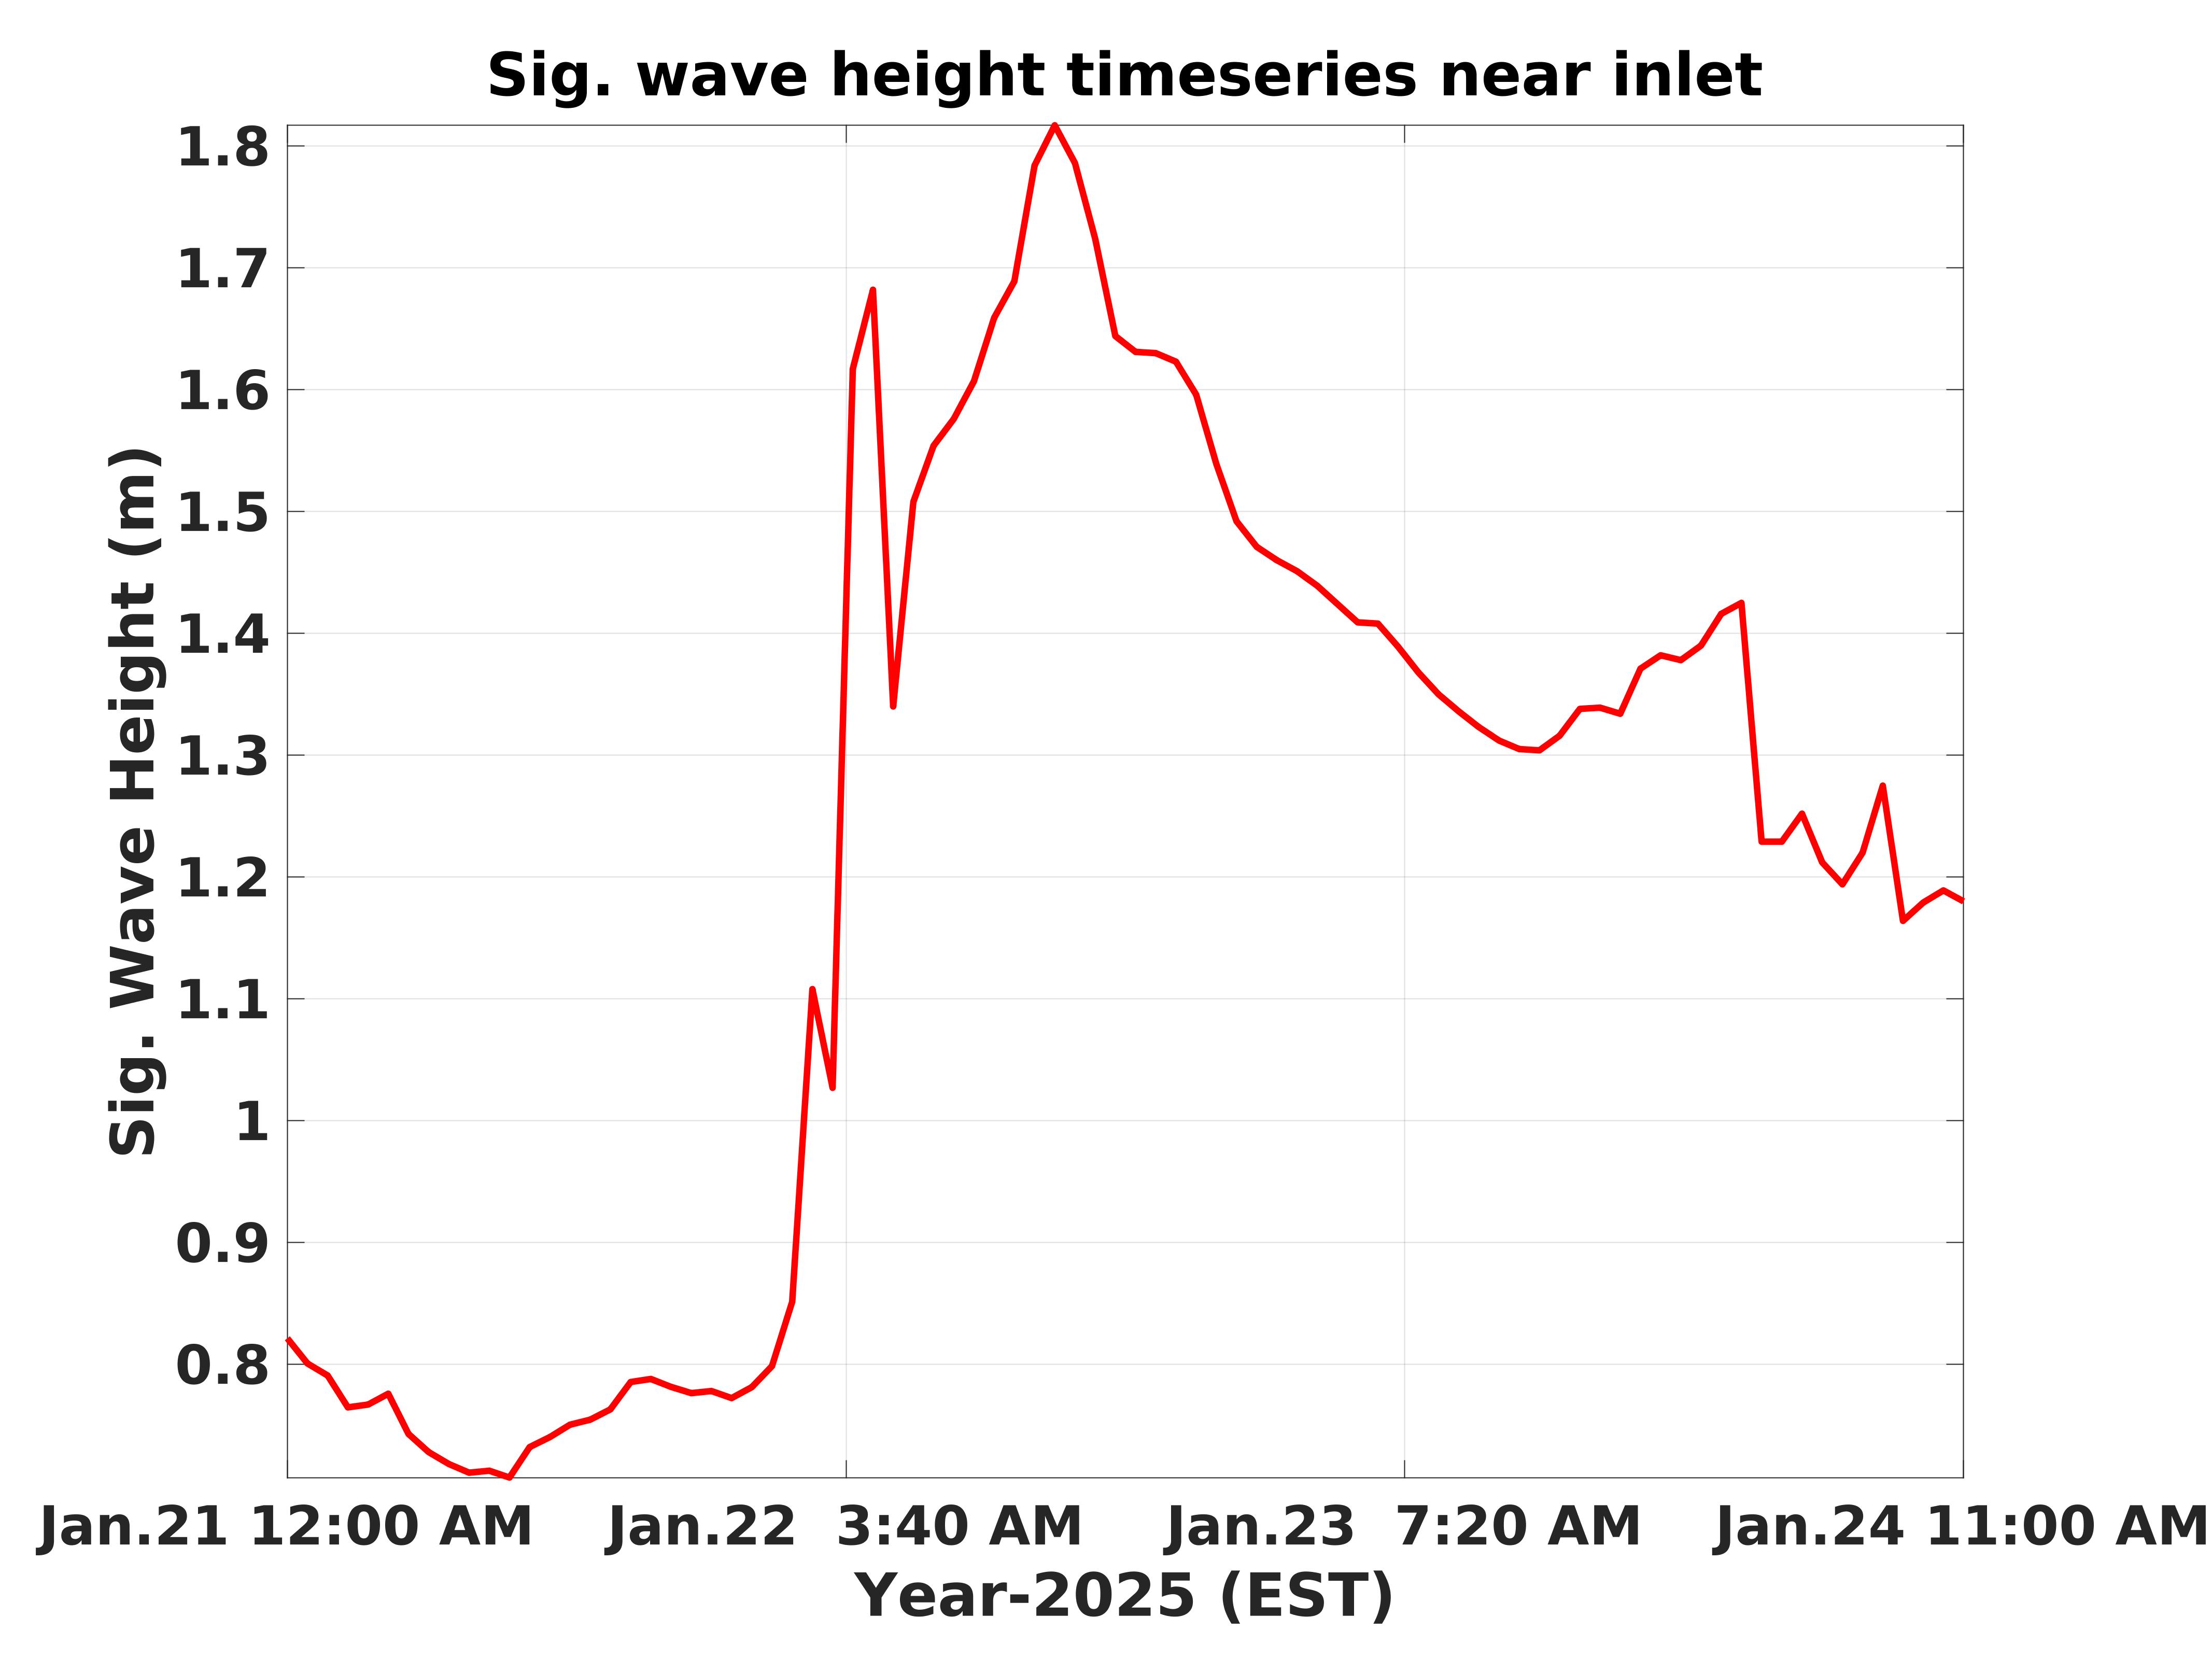 Sig. wave height timeseries near inlet
Sig. Wave Height (m)
1.8
1.7
1.6
1.5
1.4
1.3
1.2
1.1
1
0.9
0.8
Jan.21 12:00 AM Jan.22 3:40 AM Jan.23 7:20 AM Jan.24 11:00 AM
Year-2025 (EST)